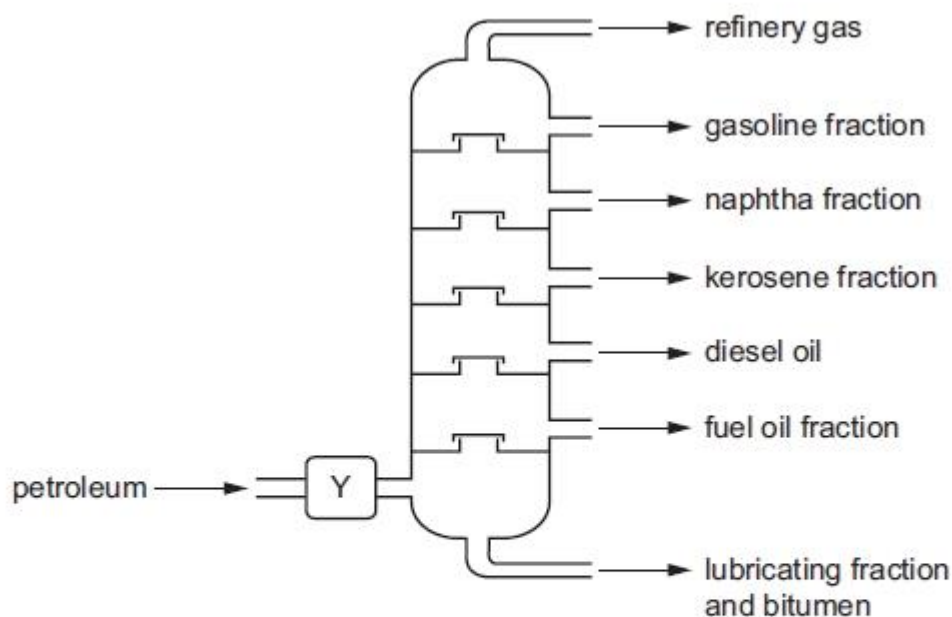 refinery gas
gasoline fraction
naphtha fraction
kerosene fraction
diesel oil
fuel oil fraction
petroleum
Y
lubricating fraction
and bitumen